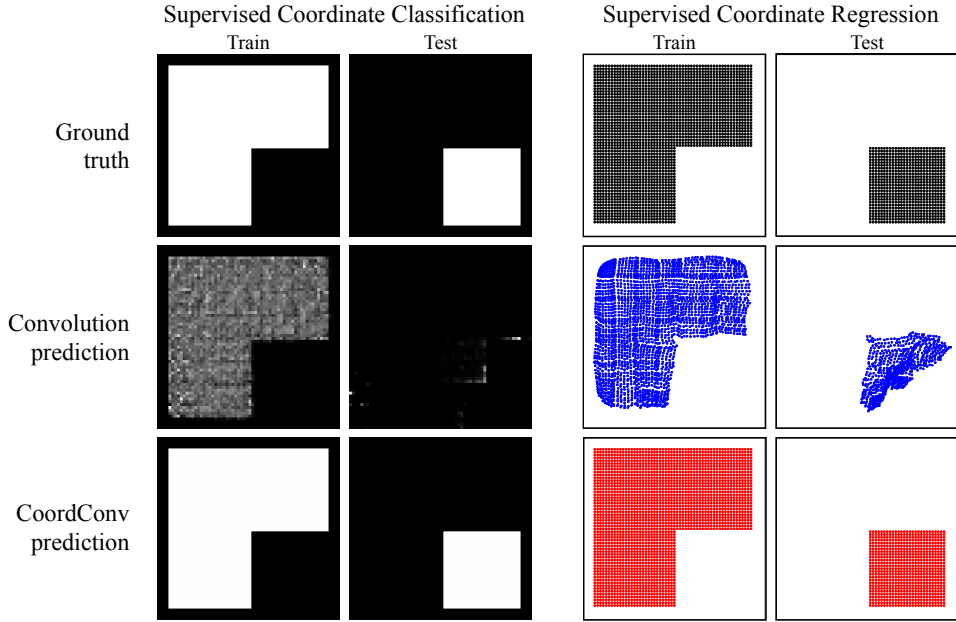 Supervised Coordinate Classification
Supervised Coordinate Regression
Train
Test
Train
Test
Ground
truth
Convolution
prediction
CoordConv
prediction